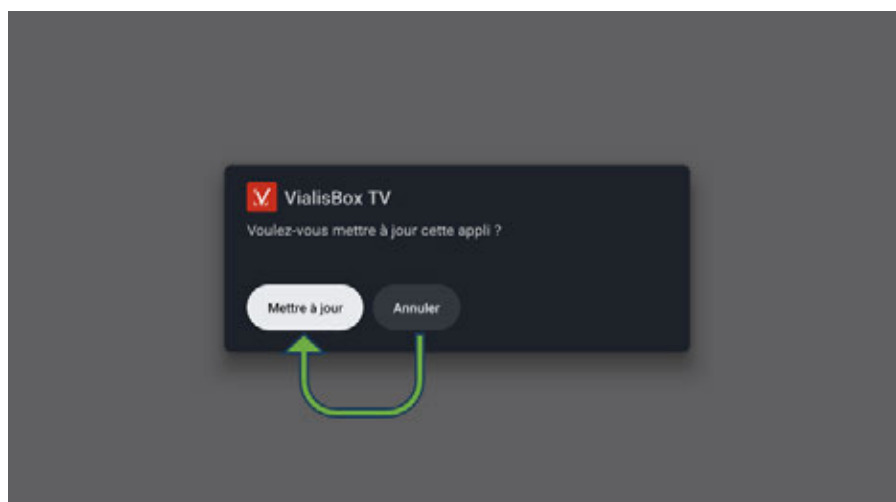 VialisBox TV
Voulez-vous mettre à jour cette appli ?
Mettre à jour
Annuler